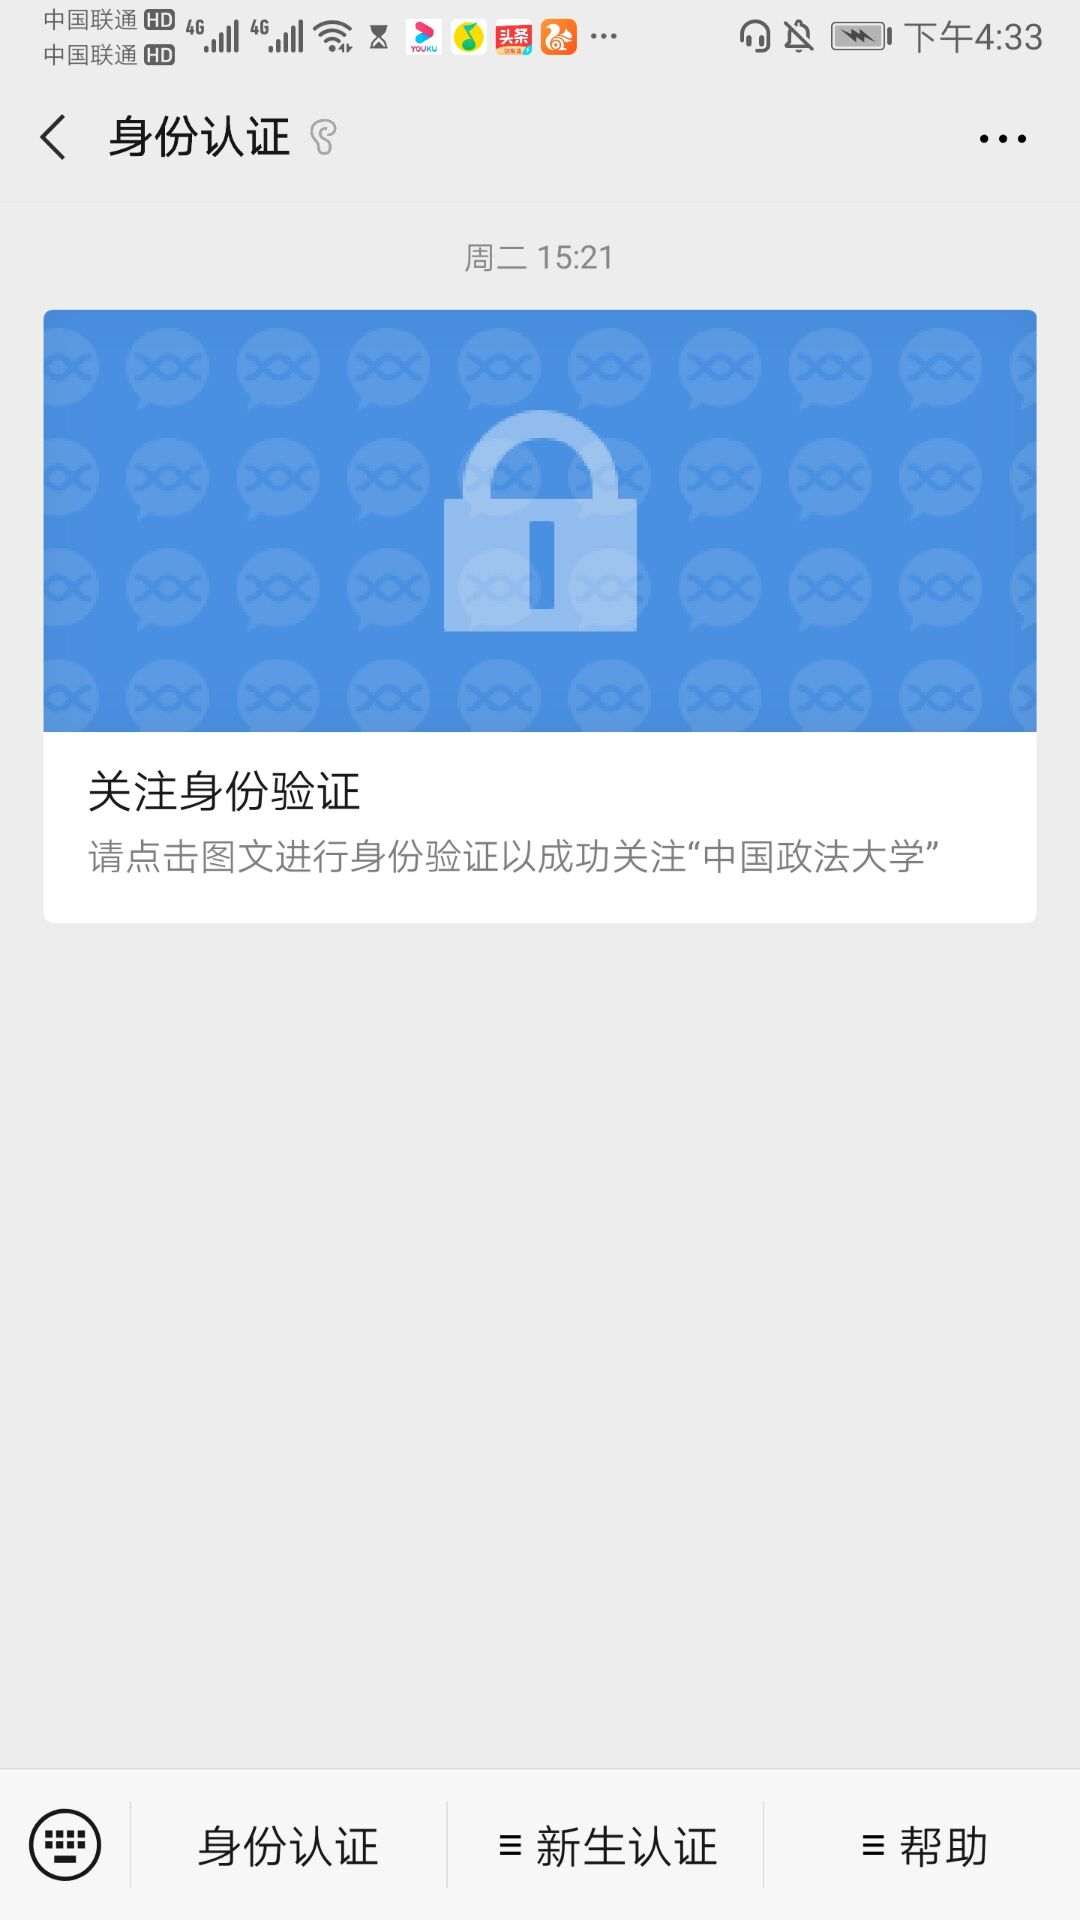 中国联通 HD 4G 4G YOUKU 头条 下午4:33
中国联通 HD
身份认证
周二 15:21
关注身份验证
请点击图文进行身份验证以成功关注“中国政法大学”
身份认证 新生认证 帮助